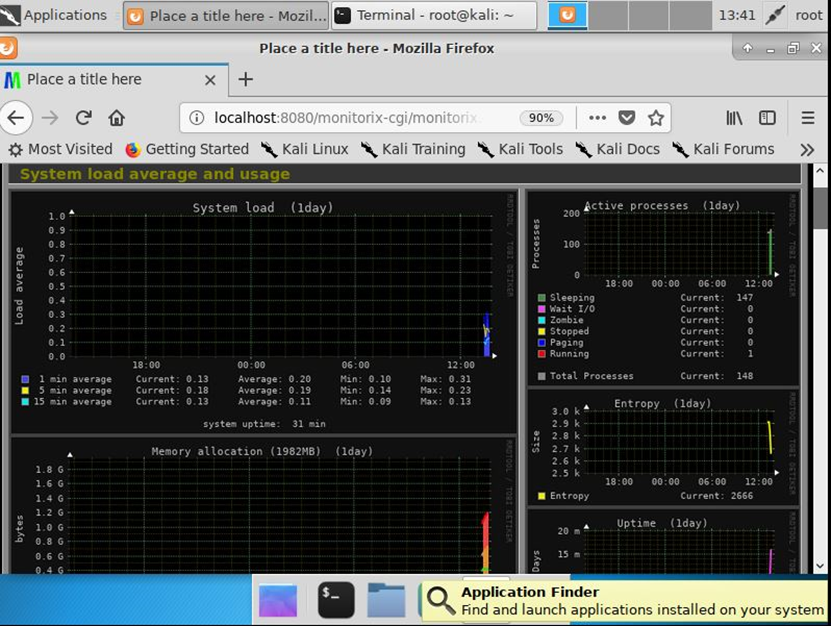 Applications
Place a title here - Mozil...
Terminal - root@kali: ~
13:41
root
Place a title here - Mozilla Firefox
Place a title here
localhost:8080/monitorix-cgi/monitorix.
90%
Most Visited
Getting Started
Kali Linux
Kali Training
Kali Tools
Kali Docs
Kali Forums
System load average and usage
System load (1day)
RRDTOOL / TOBI OETIKER
Load average
1.0
0.9
0.8
0.7
0.6
0.5
0.4
0.3
0.2
0.1
0.0
18:00 00:00 06:00 12:00
1 min average Current: 0.13 Average: 0.20 Min: 0.10 Max: 0.31
5 min average Current: 0.18 Average: 0.19 Min: 0.14 Max: 0.23
15 min average Current: 0.13 Average: 0.11 Min: 0.09 Max: 0.13
system uptime: 31 min
Active processes (1day)
RRDTOOL / TOBI OETIKER
Processes
200
100
0
18:00 00:00 06:00 12:00
Sleeping Current: 147
Wait I/O Current: 0
Zombie Current: 0
Stopped Current: 0
Paging Current: 0
Running Current: 1
Total Processes Current: 148
Memory allocation (1982MB) (1day)
RRDTOOL / TOBI OETIKER
bytes
1.8 G
1.6 G
1.4 G
1.2 G
1.0 G
0.8 G
0.6 G
0.4 G
Entropy (1day)
RRDTOOL / TOBI OETIKER
Size
3.0 k
2.9 k
2.8 k
2.7 k
2.6 k
2.5 k
18:00 00:00 06:00 12:00
Entropy Current: 2666
Uptime (1day)
Days
20 m
15 m
Application Finder
Find and launch applications installed on your system